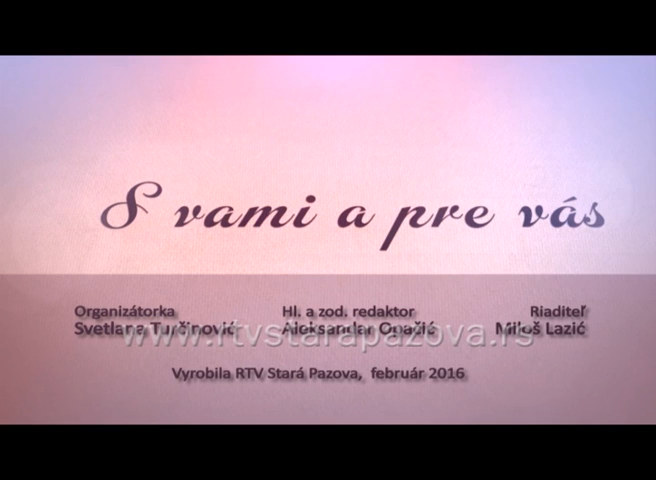 S vami a pre vás
Organizátorka Hl. a zod. redaktor Riaditeľ
Svetlana Turčinović Aleksandar Opačić Miloš Lazić
www.rtvstarapazova.rs
Vyrobila RTV Stará Pazova, február 2016